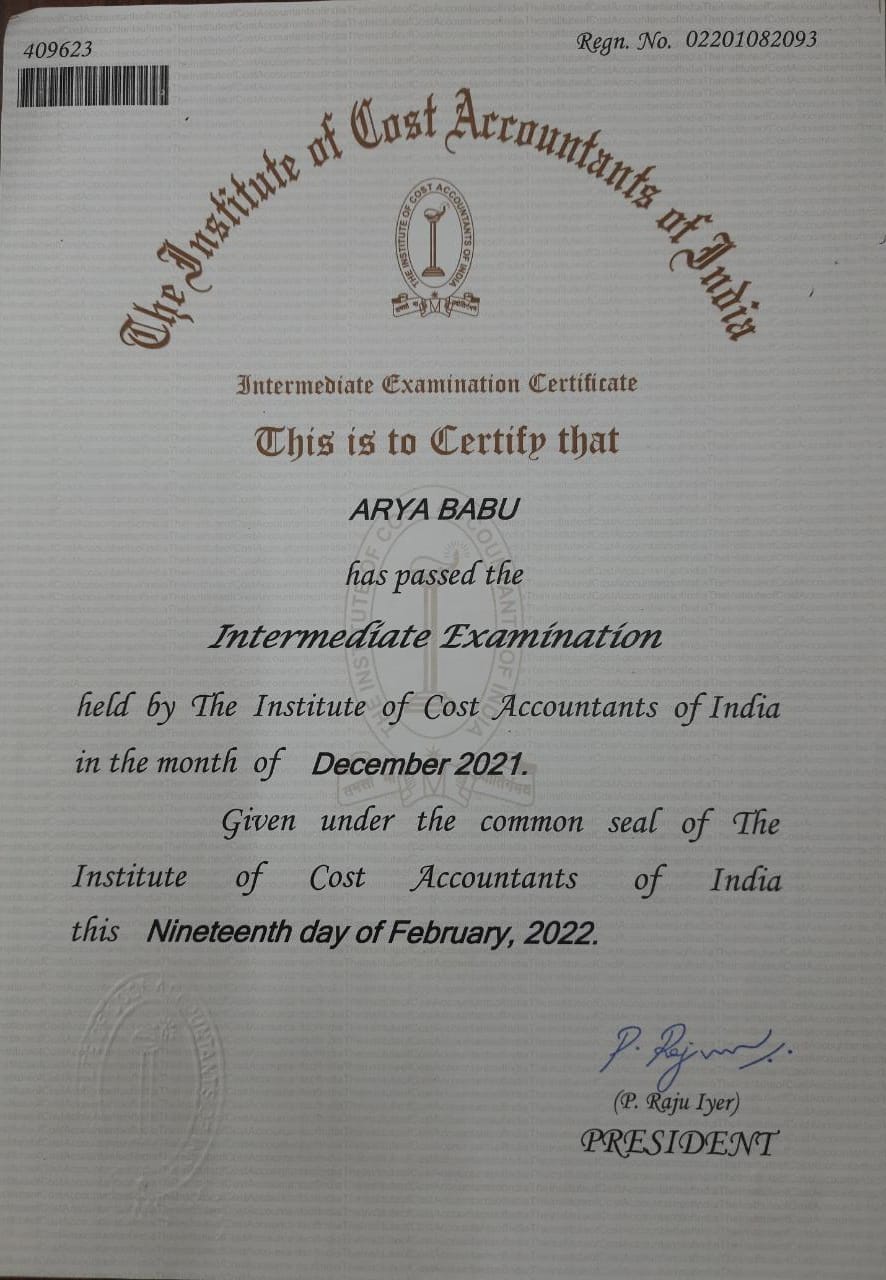 409623
Regn. No. 02201082093
The Institute of Cost Accountants of India
THE INSTITUTE OF COST ACCOUNTANTS OF INDIA
Intermediate Examination Certificate
This is to Certify that
ARYA BABU
has passed the
Intermediate Examination
held by The Institute of Cost Accountants of India
in the month of December 2021.
Given under the common seal of The
Institute of Cost Accountants of India
this Nineteenth day of February, 2022.
P. Raju
(P. Raju Iyer)
PRESIDENT